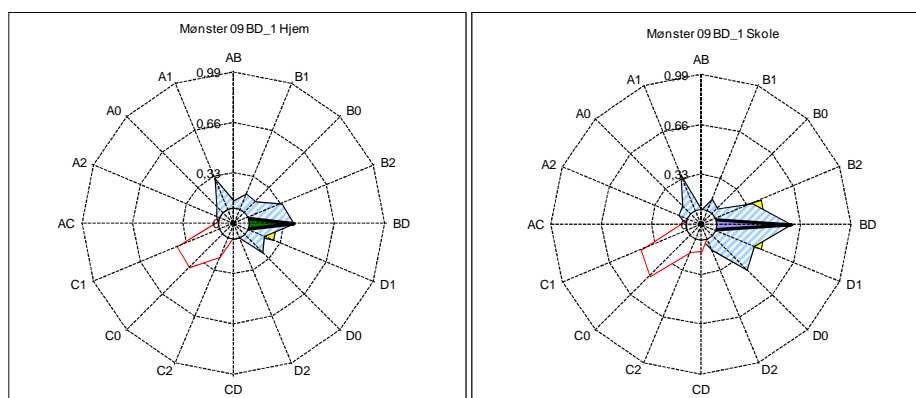 Mønster 09 BD_1 Hjem
AB
0,99
A1
B1
A0
B0
0,66
A2
B2
0,33
AC
BD
C1
D1
C0
D0
C2
D2
CD
Mønster 09 BD_1 Skole
AB
0,99
A1
B1
A0
B0
0,66
A2
B2
0,33
AC
BD
C1
D1
C0
D0
C2
D2
CD